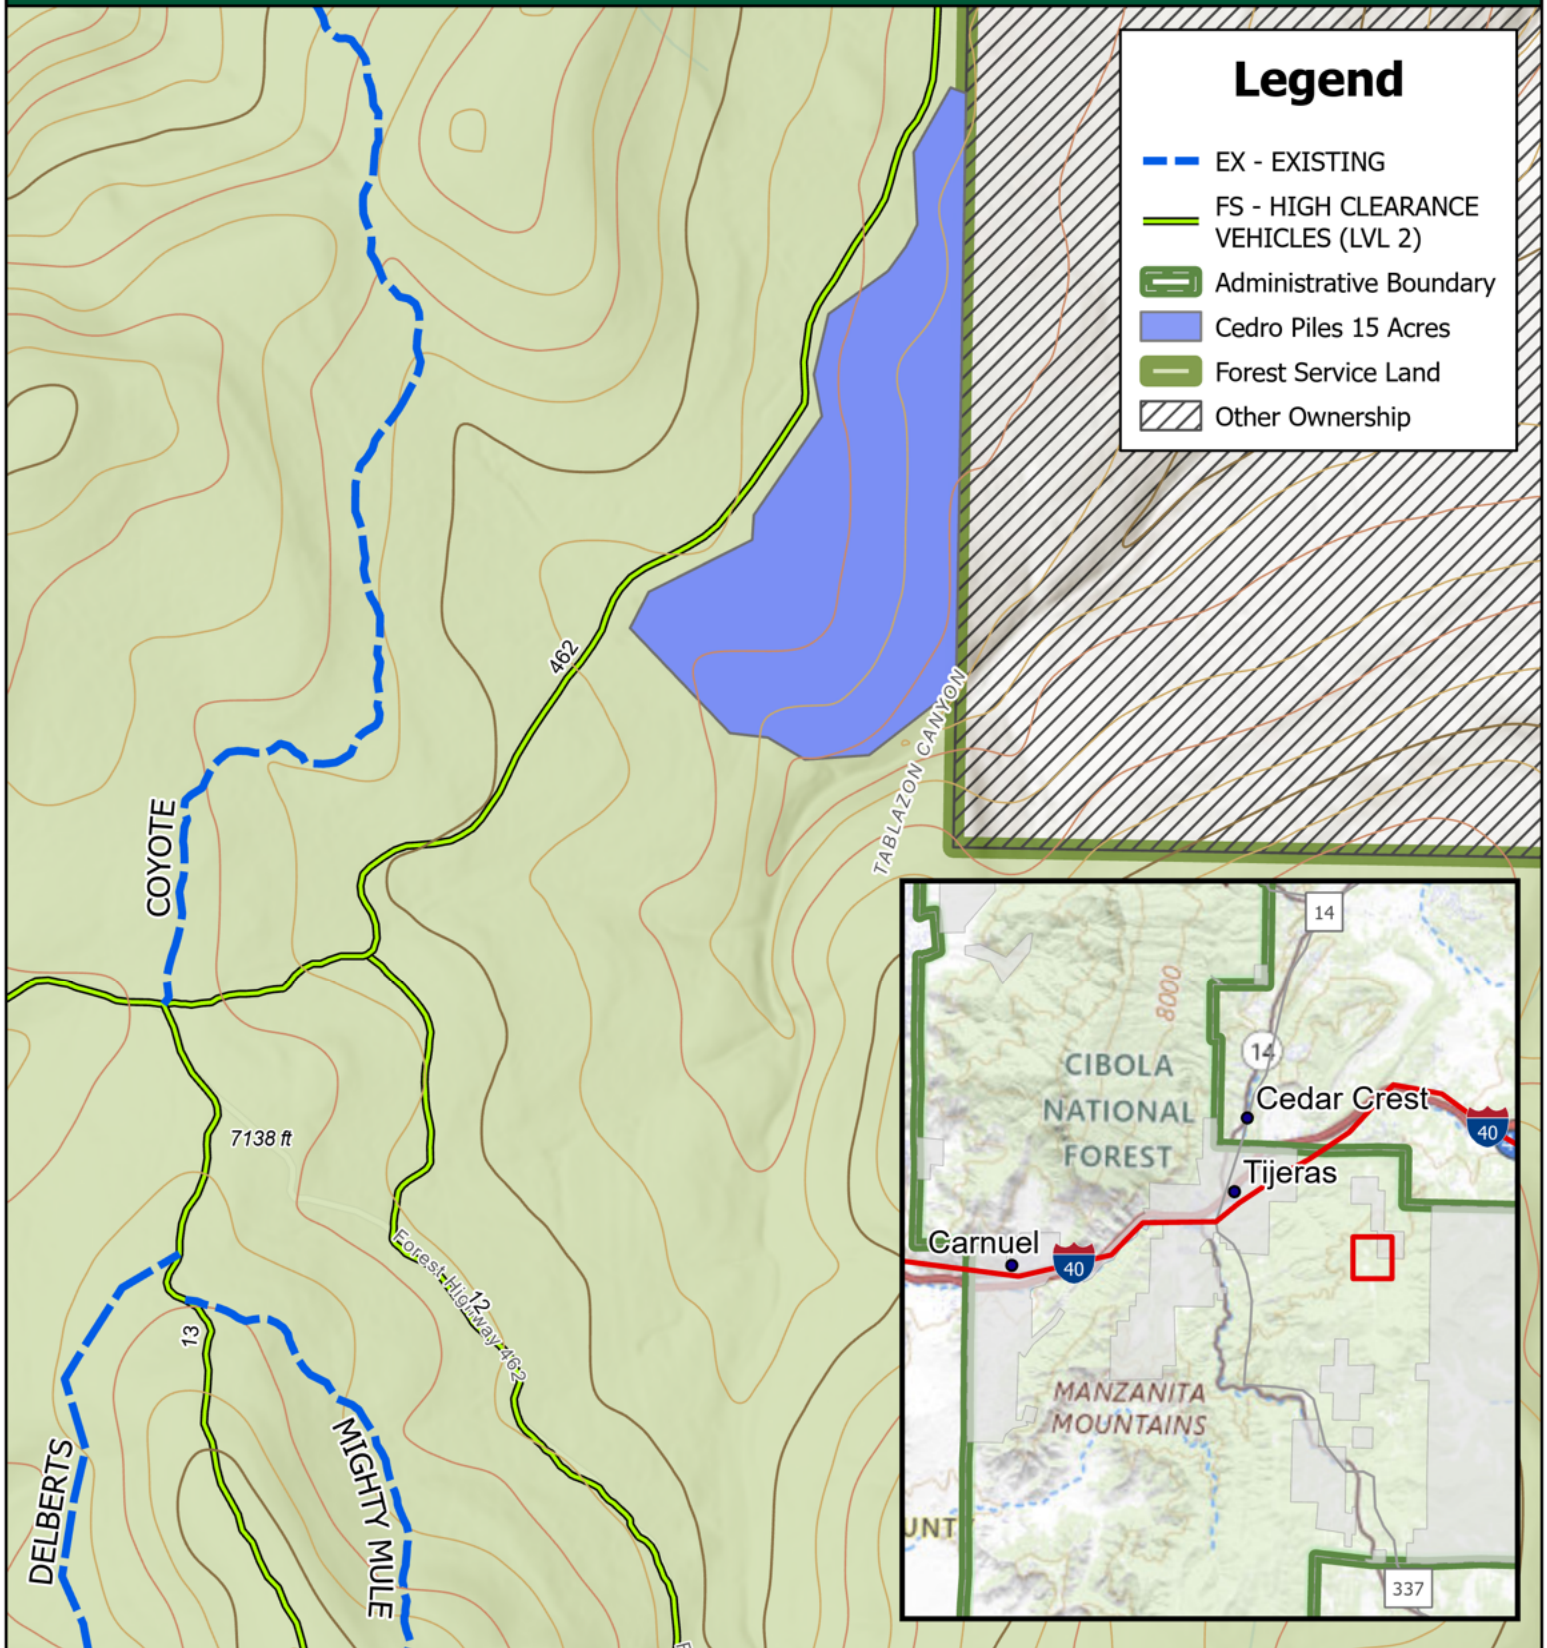 Legend
EX - EXISTING
FS - HIGH CLEARANCE
VEHICLES (LVL 2)
Administrative Boundary
Cedro Piles 15 Acres
Forest Service Land
Other Ownership
462
TABLAZON CANYON
COYOTE
7138 ft
Forest Highway 462
12
13
DELBERTS
MIGHTY MULE
14
8000
14
CIBOLA
NATIONAL
FOREST
Cedar Crest
40
Tijeras
Carnuel
40
MANZANITA
MOUNTAINS
UNTY
337